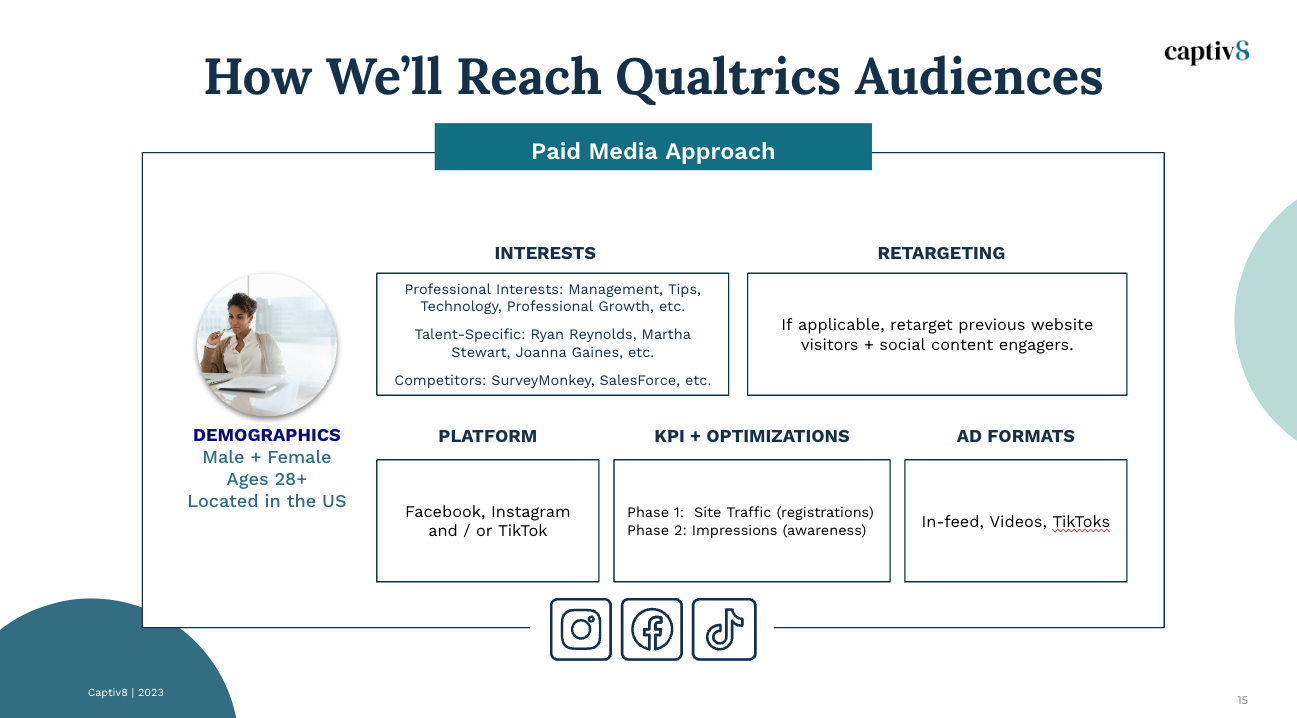 captiv8
How We’ll Reach Qualtrics Audiences
Paid Media Approach
INTERESTS
Professional Interests: Management, Tips,
Technology, Professional Growth, etc.
Talent-Specific: Ryan Reynolds, Martha
Stewart, Joanna Gaines, etc.
Competitors: SurveyMonkey, SalesForce, etc.
RETARGETING
If applicable, retarget previous website
visitors + social content engagers.
DEMOGRAPHICS
Male + Female
Ages 28+
Located in the US
PLATFORM
Facebook, Instagram
and / or TikTok
KPI + OPTIMIZATIONS
Phase 1:  Site Traffic (registrations)
Phase 2: Impressions (awareness)
AD FORMATS
In-feed, Videos, TikToks
Captiv8 | 2023
15